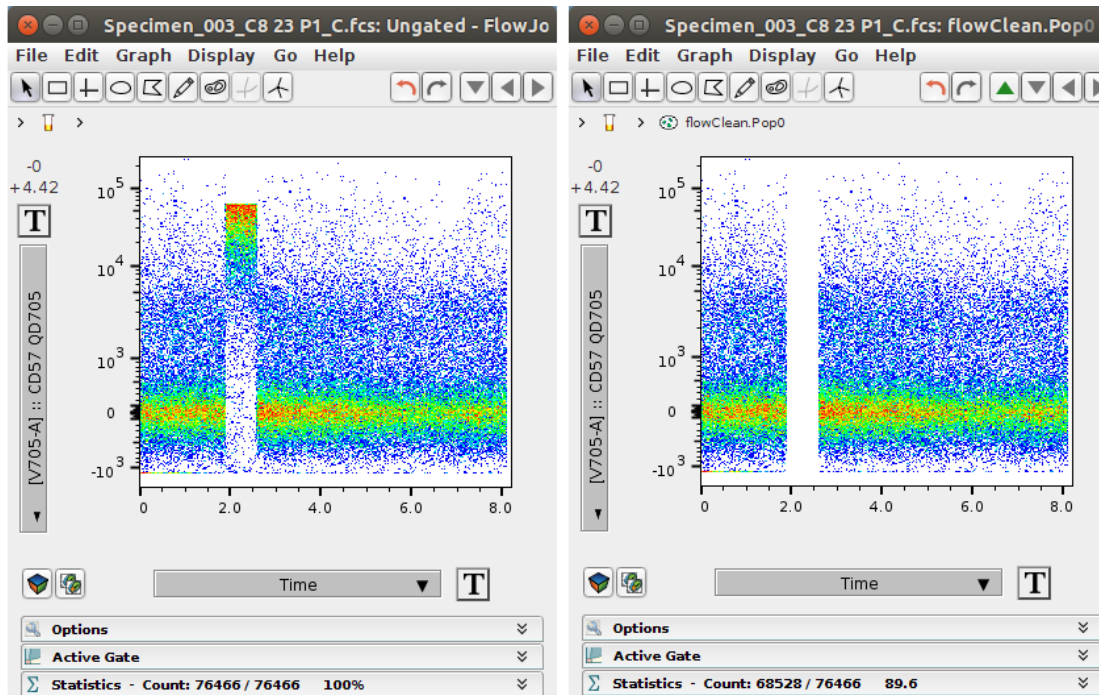 Specimen_003_C8 23 P1_C.fcs: Ungated - FlowJo
File Edit Graph Display Go Help
> >
-0
+4.42
T
[V705-A] :: CD57 QD705
10^5
10^4
10^3
0
-10^3
0 2.0 4.0 6.0 8.0
Time
T
Options
Active Gate
Σ Statistics - Count: 76466 / 76466 100%
Specimen_003_C8 23 P1_C.fcs: flowClean.Pop0
File Edit Graph Display Go Help
> > flowClean.Pop0
-0
+4.42
T
[V705-A] :: CD57 QD705
10^5
10^4
10^3
0
-10^3
0 2.0 4.0 6.0 8.0
Time
T
Options
Active Gate
Σ Statistics - Count: 68528 / 76466 89.6